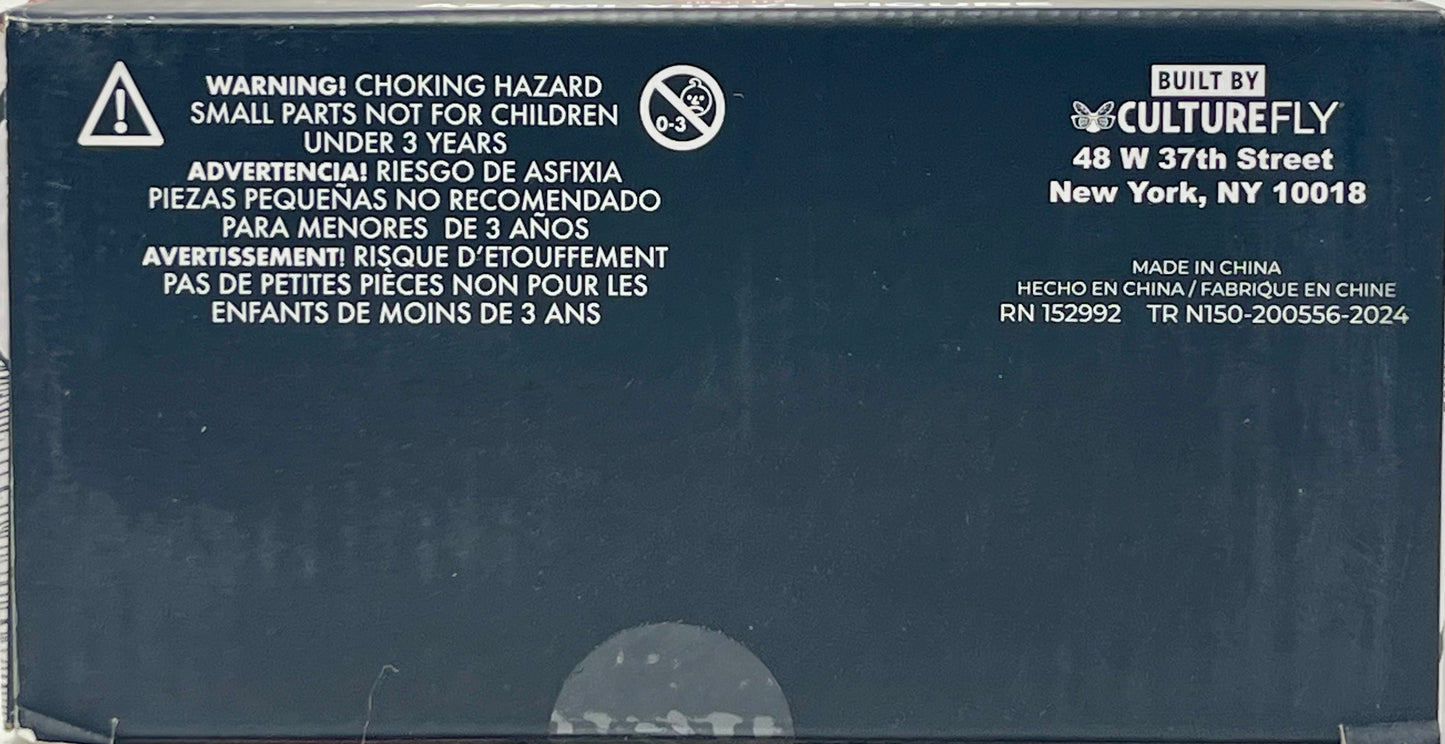 WARNING! CHOKING HAZARD
SMALL PARTS NOT FOR CHILDREN
UNDER 3 YEARS
ADVERTENCIA! RIESGO DE ASFIXIA
PIEZAS PEQUEÑAS NO RECOMENDADO
PARA MENORES DE 3 AÑOS
AVERTISSEMENT! RISQUE D'ETOUFFEMENT
PAS DE PETITES PIÈCES NON POUR LES
ENFANTS DE MOINS DE 3 ANS
0-3
BUILT BY
CULTUREFLY
48 W 37th Street
New York, NY 10018
MADE IN CHINA
HECHO EN CHINA / FABRIQUE EN CHINE
RN 152992 TR N150-200556-2024